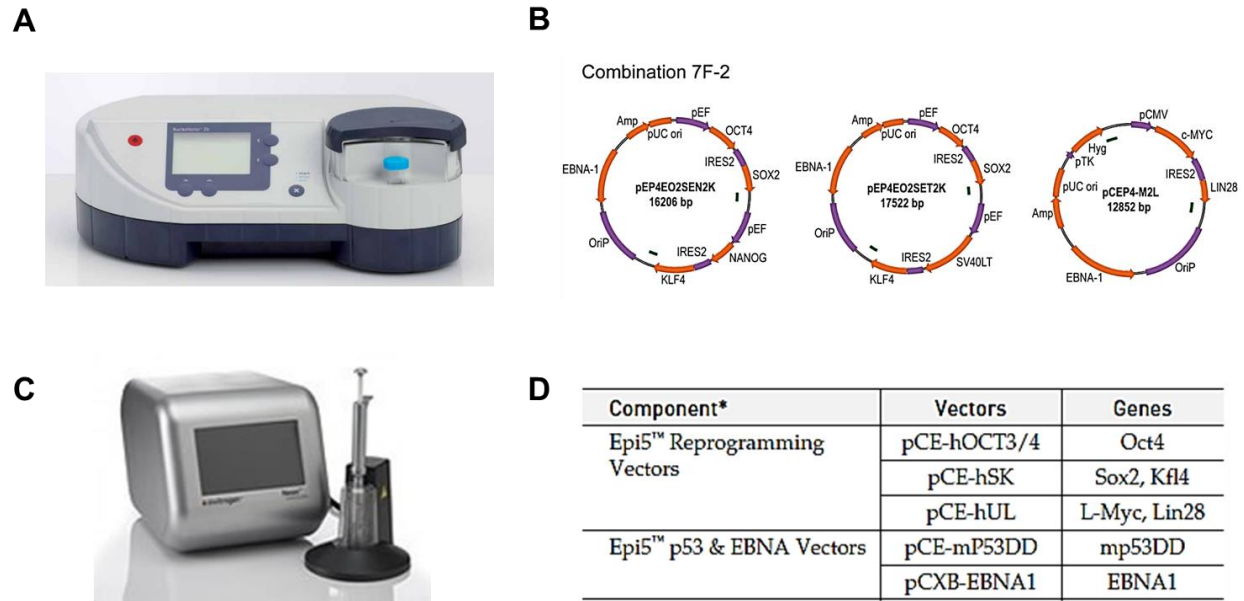 A
B
Combination 7F-2
pEF
Amp
pUC ori
OCT4
EBNA-1
IRES2
SOX2
pEP4EO2SEN2K
16206 bp
pEF
OriP
IRES2
NANOG
KLF4
pEF
Amp
pUC ori
OCT4
EBNA-1
IRES2
SOX2
pEP4EO2SET2K
17522 bp
pEF
OriP
IRES2
SV40LT
KLF4
pCMV
c-MYC
Hyg
pTK
IRES2
pUC ori
LIN28
pCEP4-M2L
12852 bp
Amp
OriP
EBNA-1
C
D
Component* Vectors Genes
Epi5™ Reprogramming Vectors pCE-hOCT3/4 Oct4
pCE-hSK Sox2, Kfl4
pCE-hUL L-Myc, Lin28
Epi5™ p53 & EBNA Vectors pCE-mP53DD mp53DD
pCXB-EBNA1 EBNA1